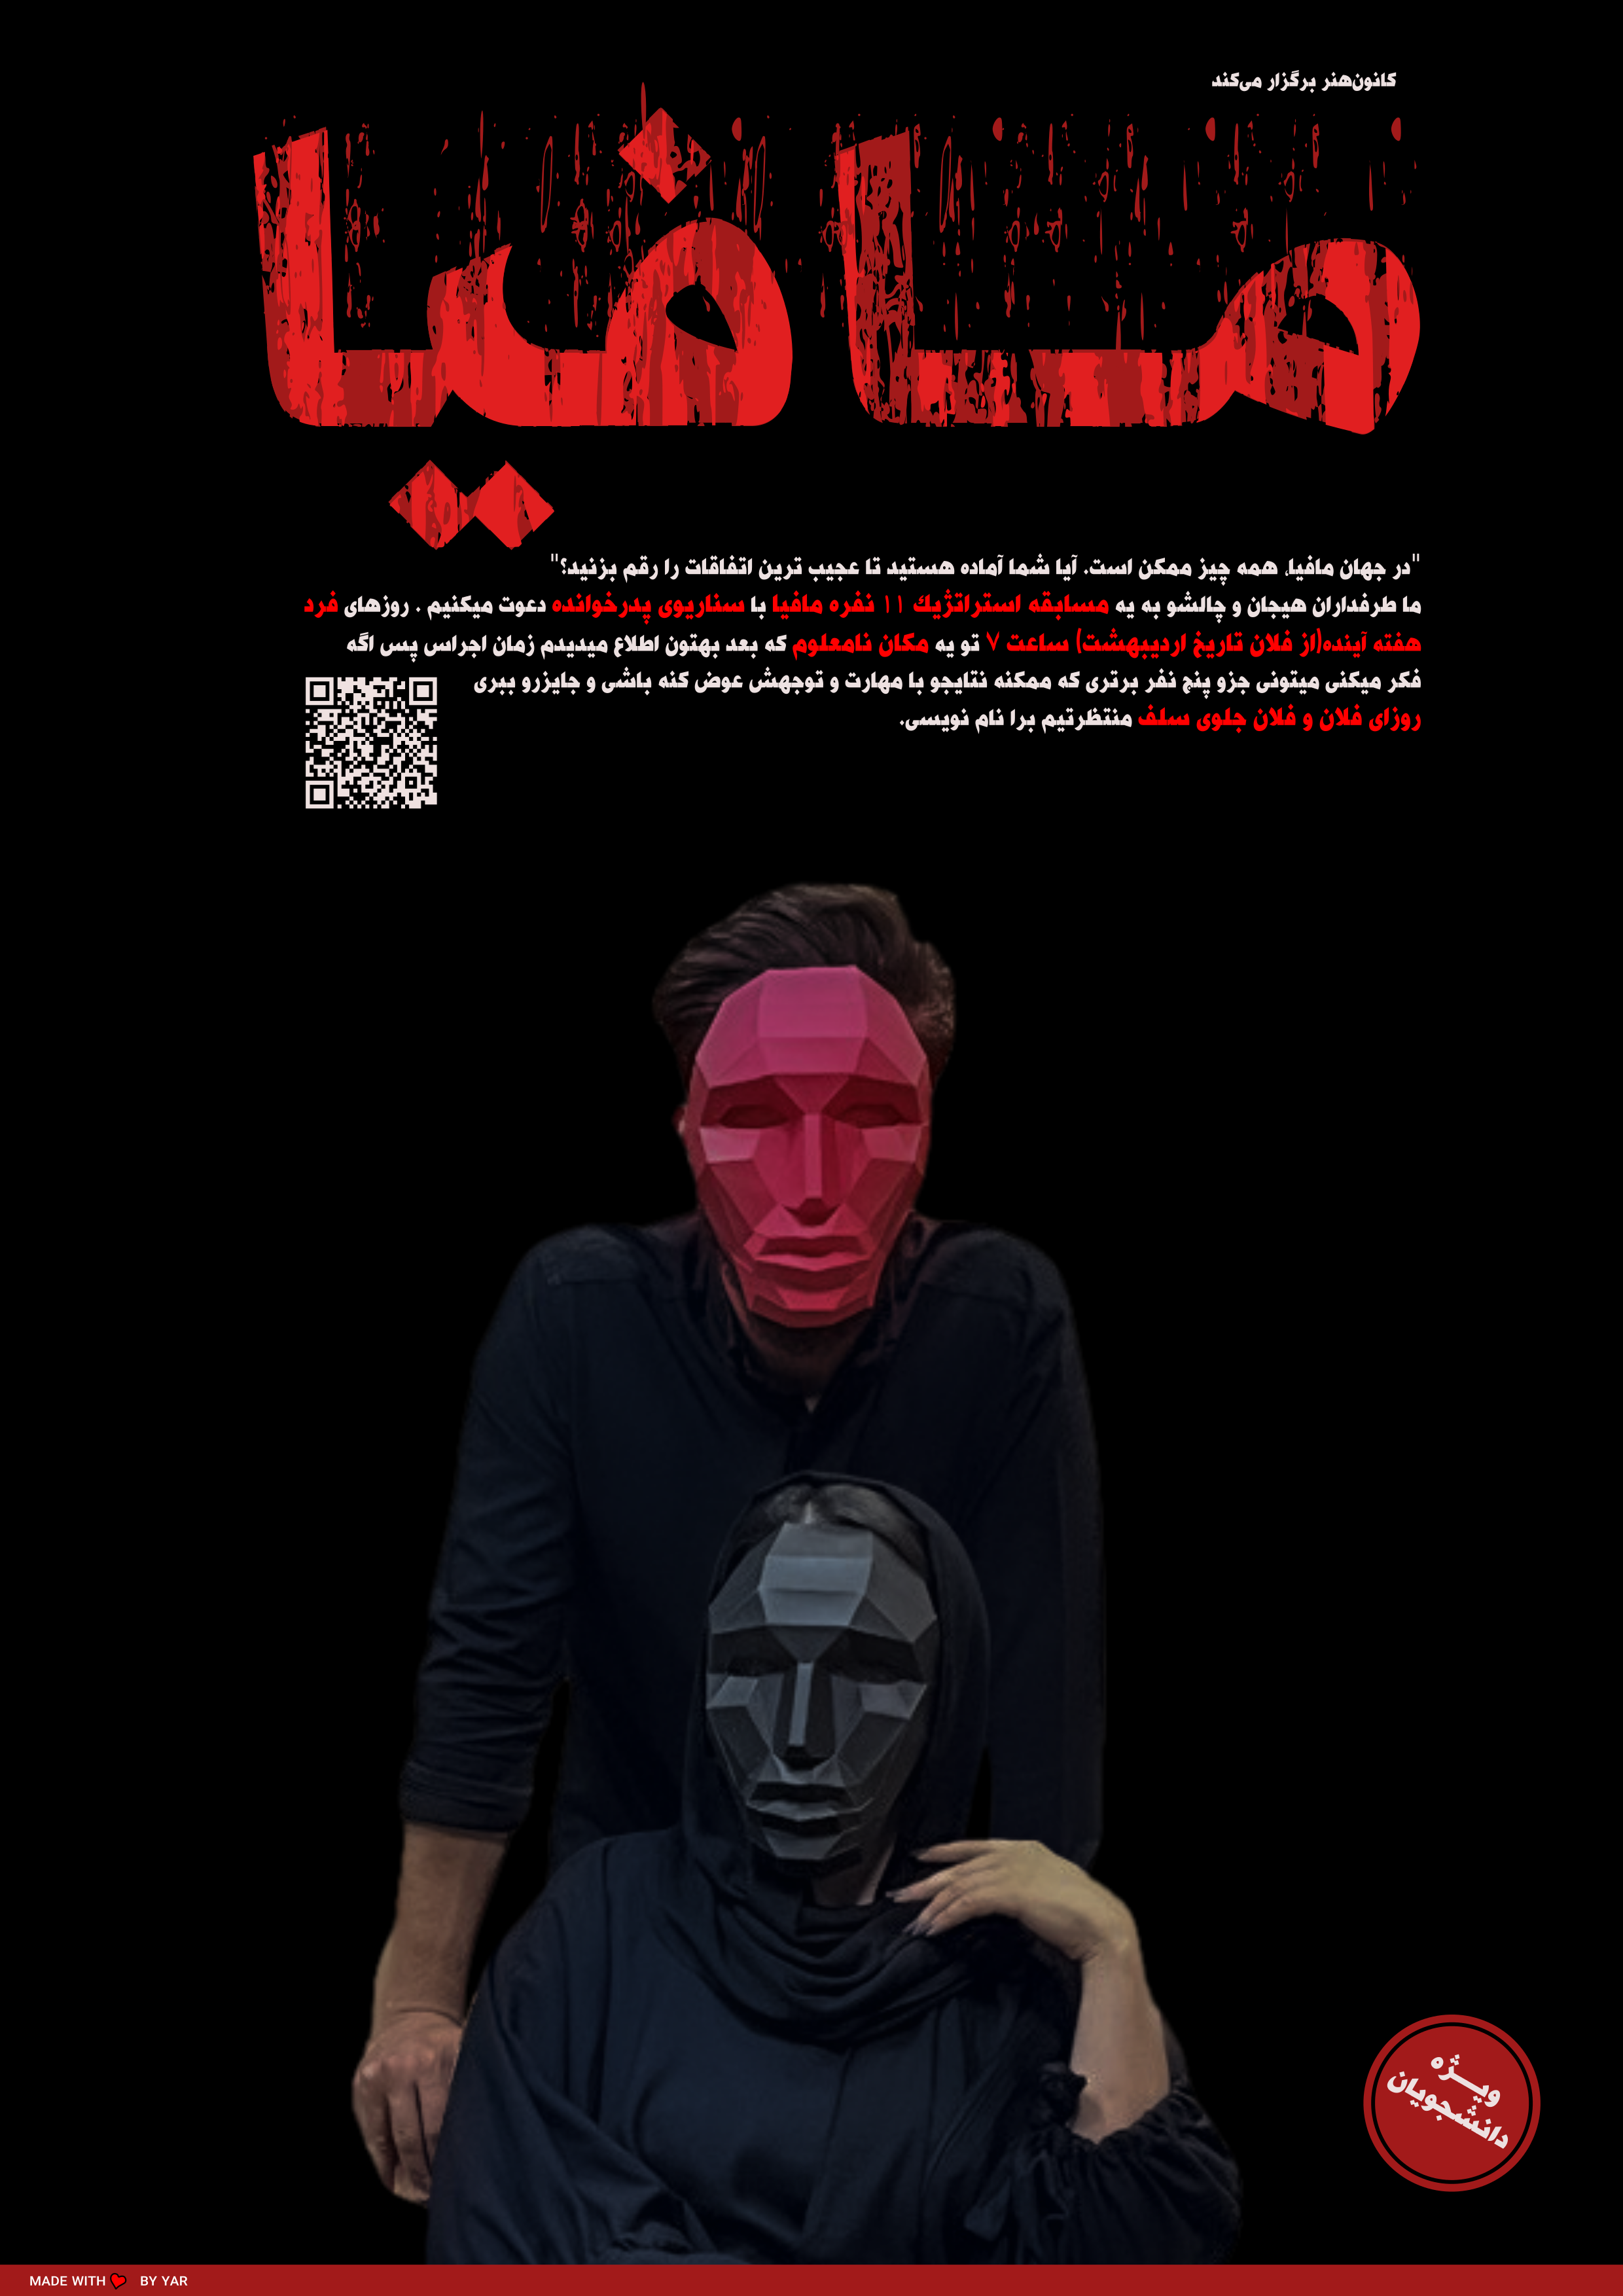 کانون‌هنر برگزار می‌کند
مافیا
"در جهان مافیا، همه چیز ممکن است. آیا شما آماده هستید تا عجیب ترین اتفاقات را رقم بزنید؟"
ما طرفداران هیجان و چالشو به یه مسابقه استراتژیک ۱۱ نفره مافیا با سناریوی پدرخوانده دعوت میکنیم . روزهای فرد
هفته آینده(از فلان تاریخ اردیبهشت) ساعت ۷ تو یه مکان نامعلوم که بعد بهتون اطلاع میدیدم زمان اجراس پس اگه
فکر میکنی میتونی جزو پنج نفر برتری که ممکنه نتایجو با مهارت و توجهش عوض کنه باشی و جایزرو ببری
روزای فلان و فلان جلوی سلف منتظرتیم برا نام نویسی.
ویژه
دانشجویان
MADE WITH BY YAR